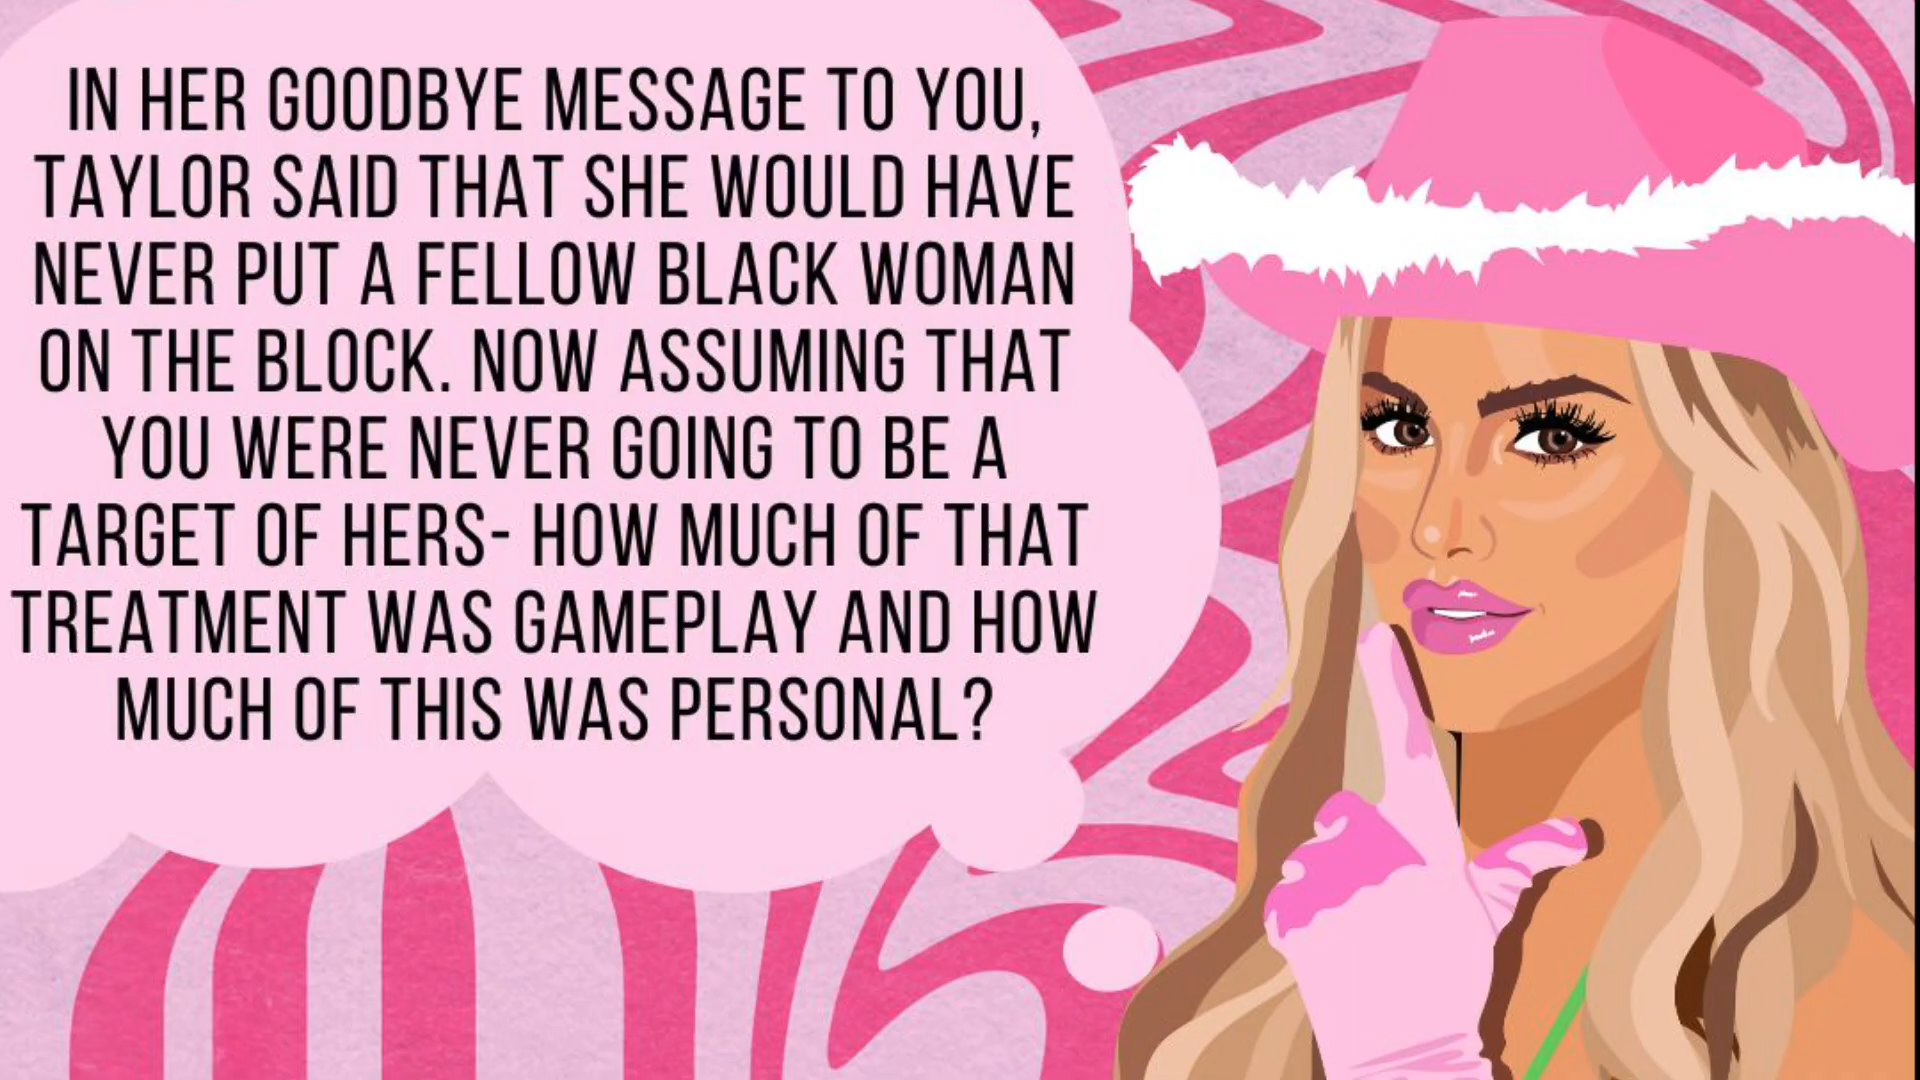 IN HER GOODBYE MESSAGE TO YOU,
TAYLOR SAID THAT SHE WOULD HAVE
NEVER PUT A FELLOW BLACK WOMAN
ON THE BLOCK. NOW ASSUMING THAT
YOU WERE NEVER GOING TO BE A
TARGET OF HERS- HOW MUCH OF THAT
TREATMENT WAS GAMEPLAY AND HOW
MUCH OF THIS WAS PERSONAL?